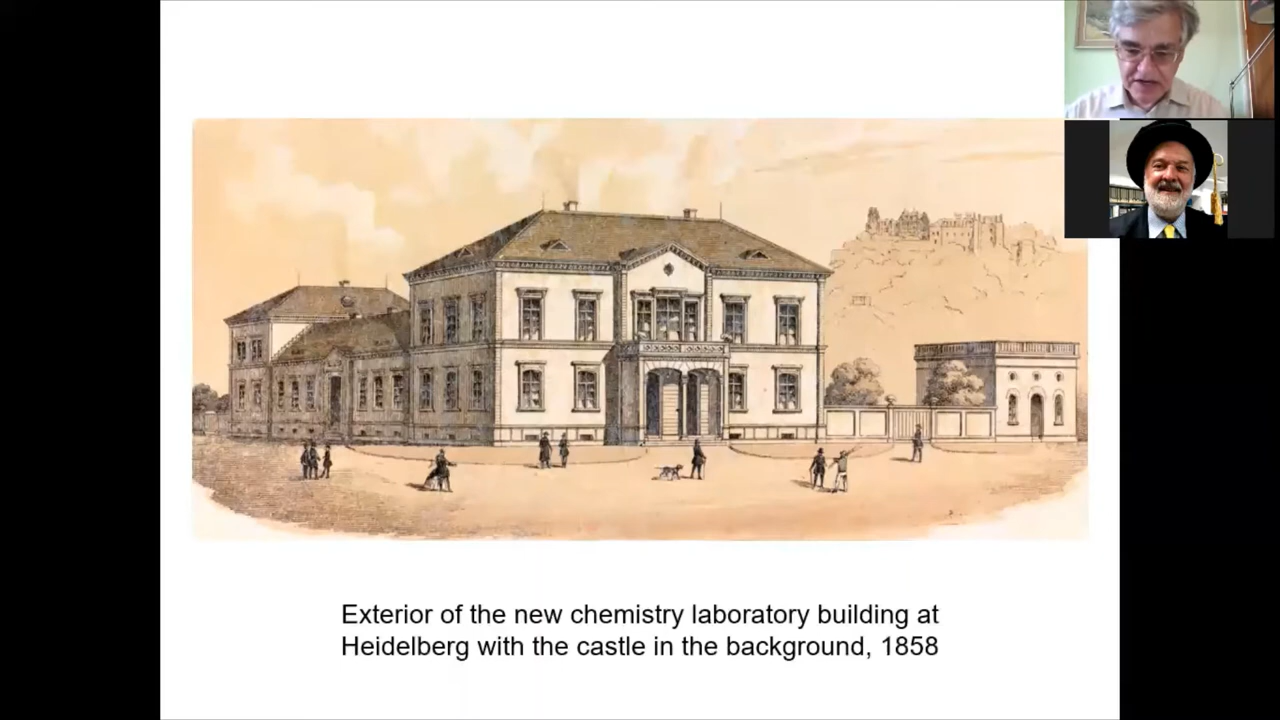 Exterior of the new chemistry laboratory building at
Heidelberg with the castle in the background, 1858